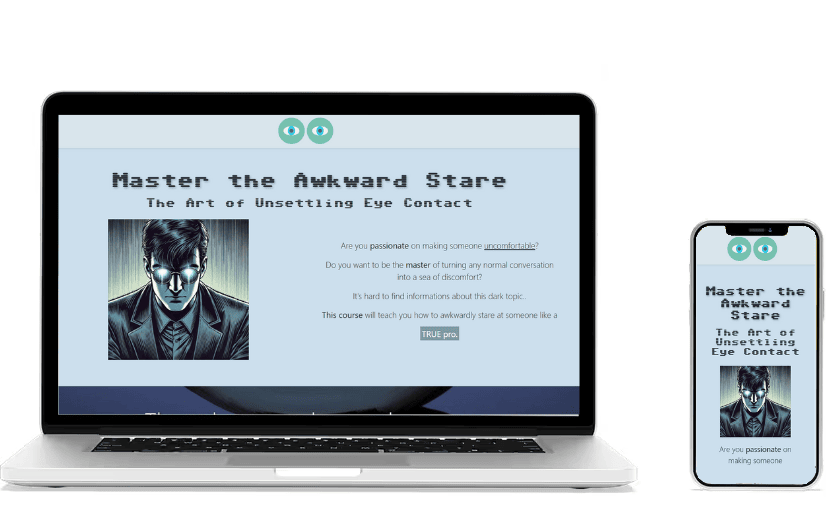 Master the Awkward Stare
The Art of Unsettling Eye Contact
Are you passionate on making someone uncomfortable?
Do you want to be the master of turning any normal conversation
into a sea of discomfort?
It's hard to find informations about this dark topic.
This course will teach you how to awkwardly stare at someone like a
TRUE pro.
Master the
Awkward
Stare
The Art of
Unsettling
Eye Contact
Are you passionate on
making someone